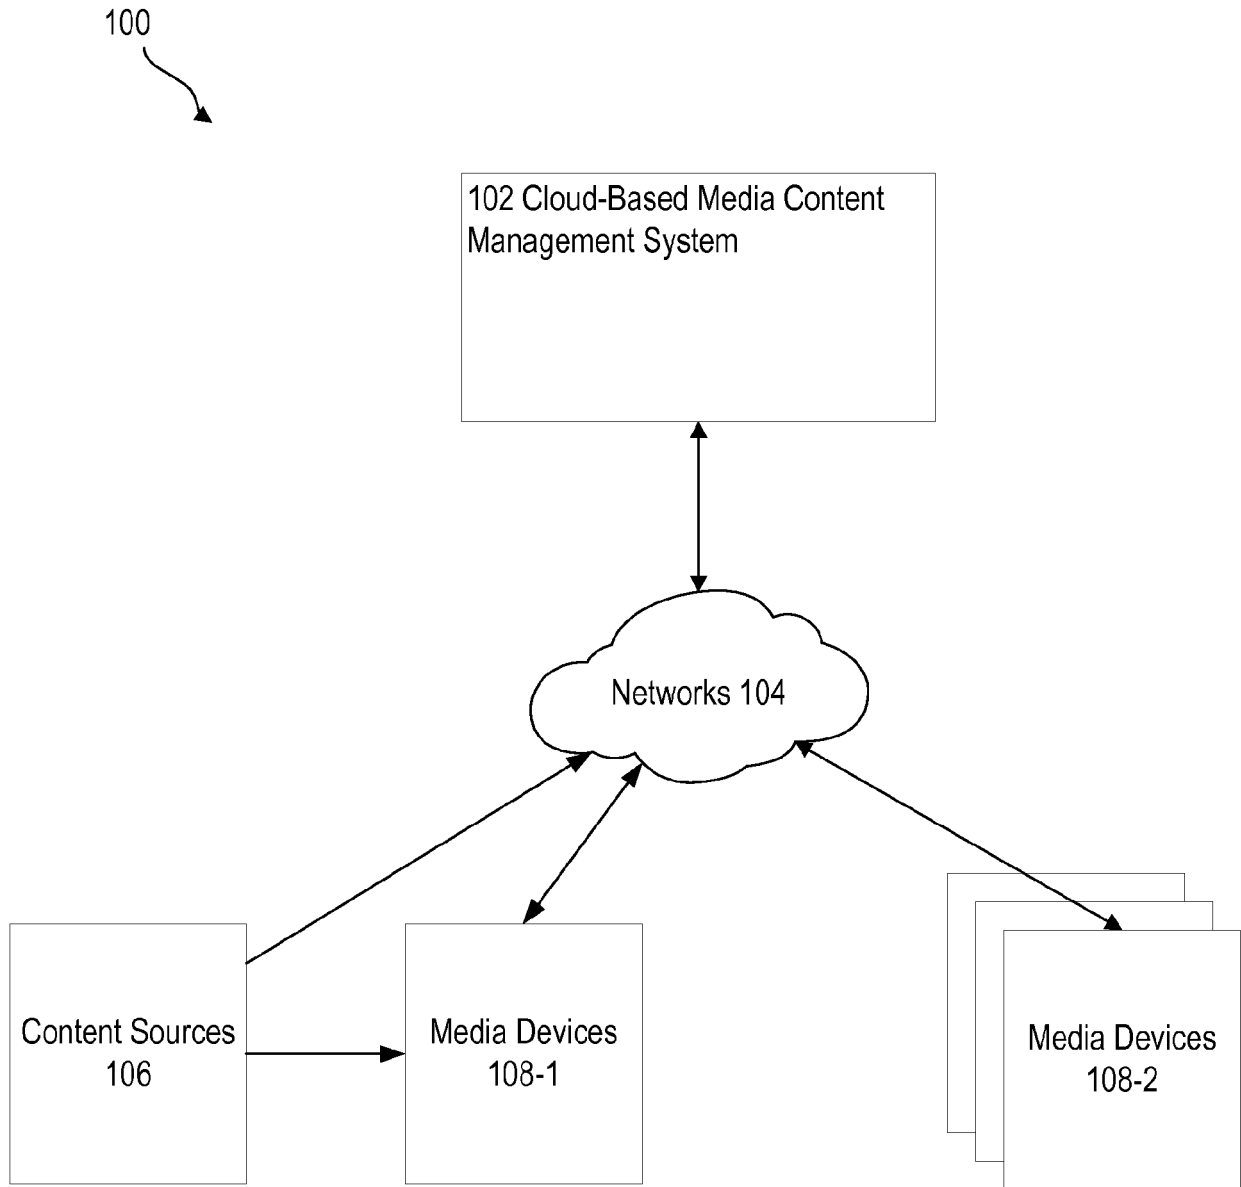 100
102 Cloud-Based Media Content
Management System
Networks 104
Content Sources
106
Media Devices
108-1
Media Devices
108-2